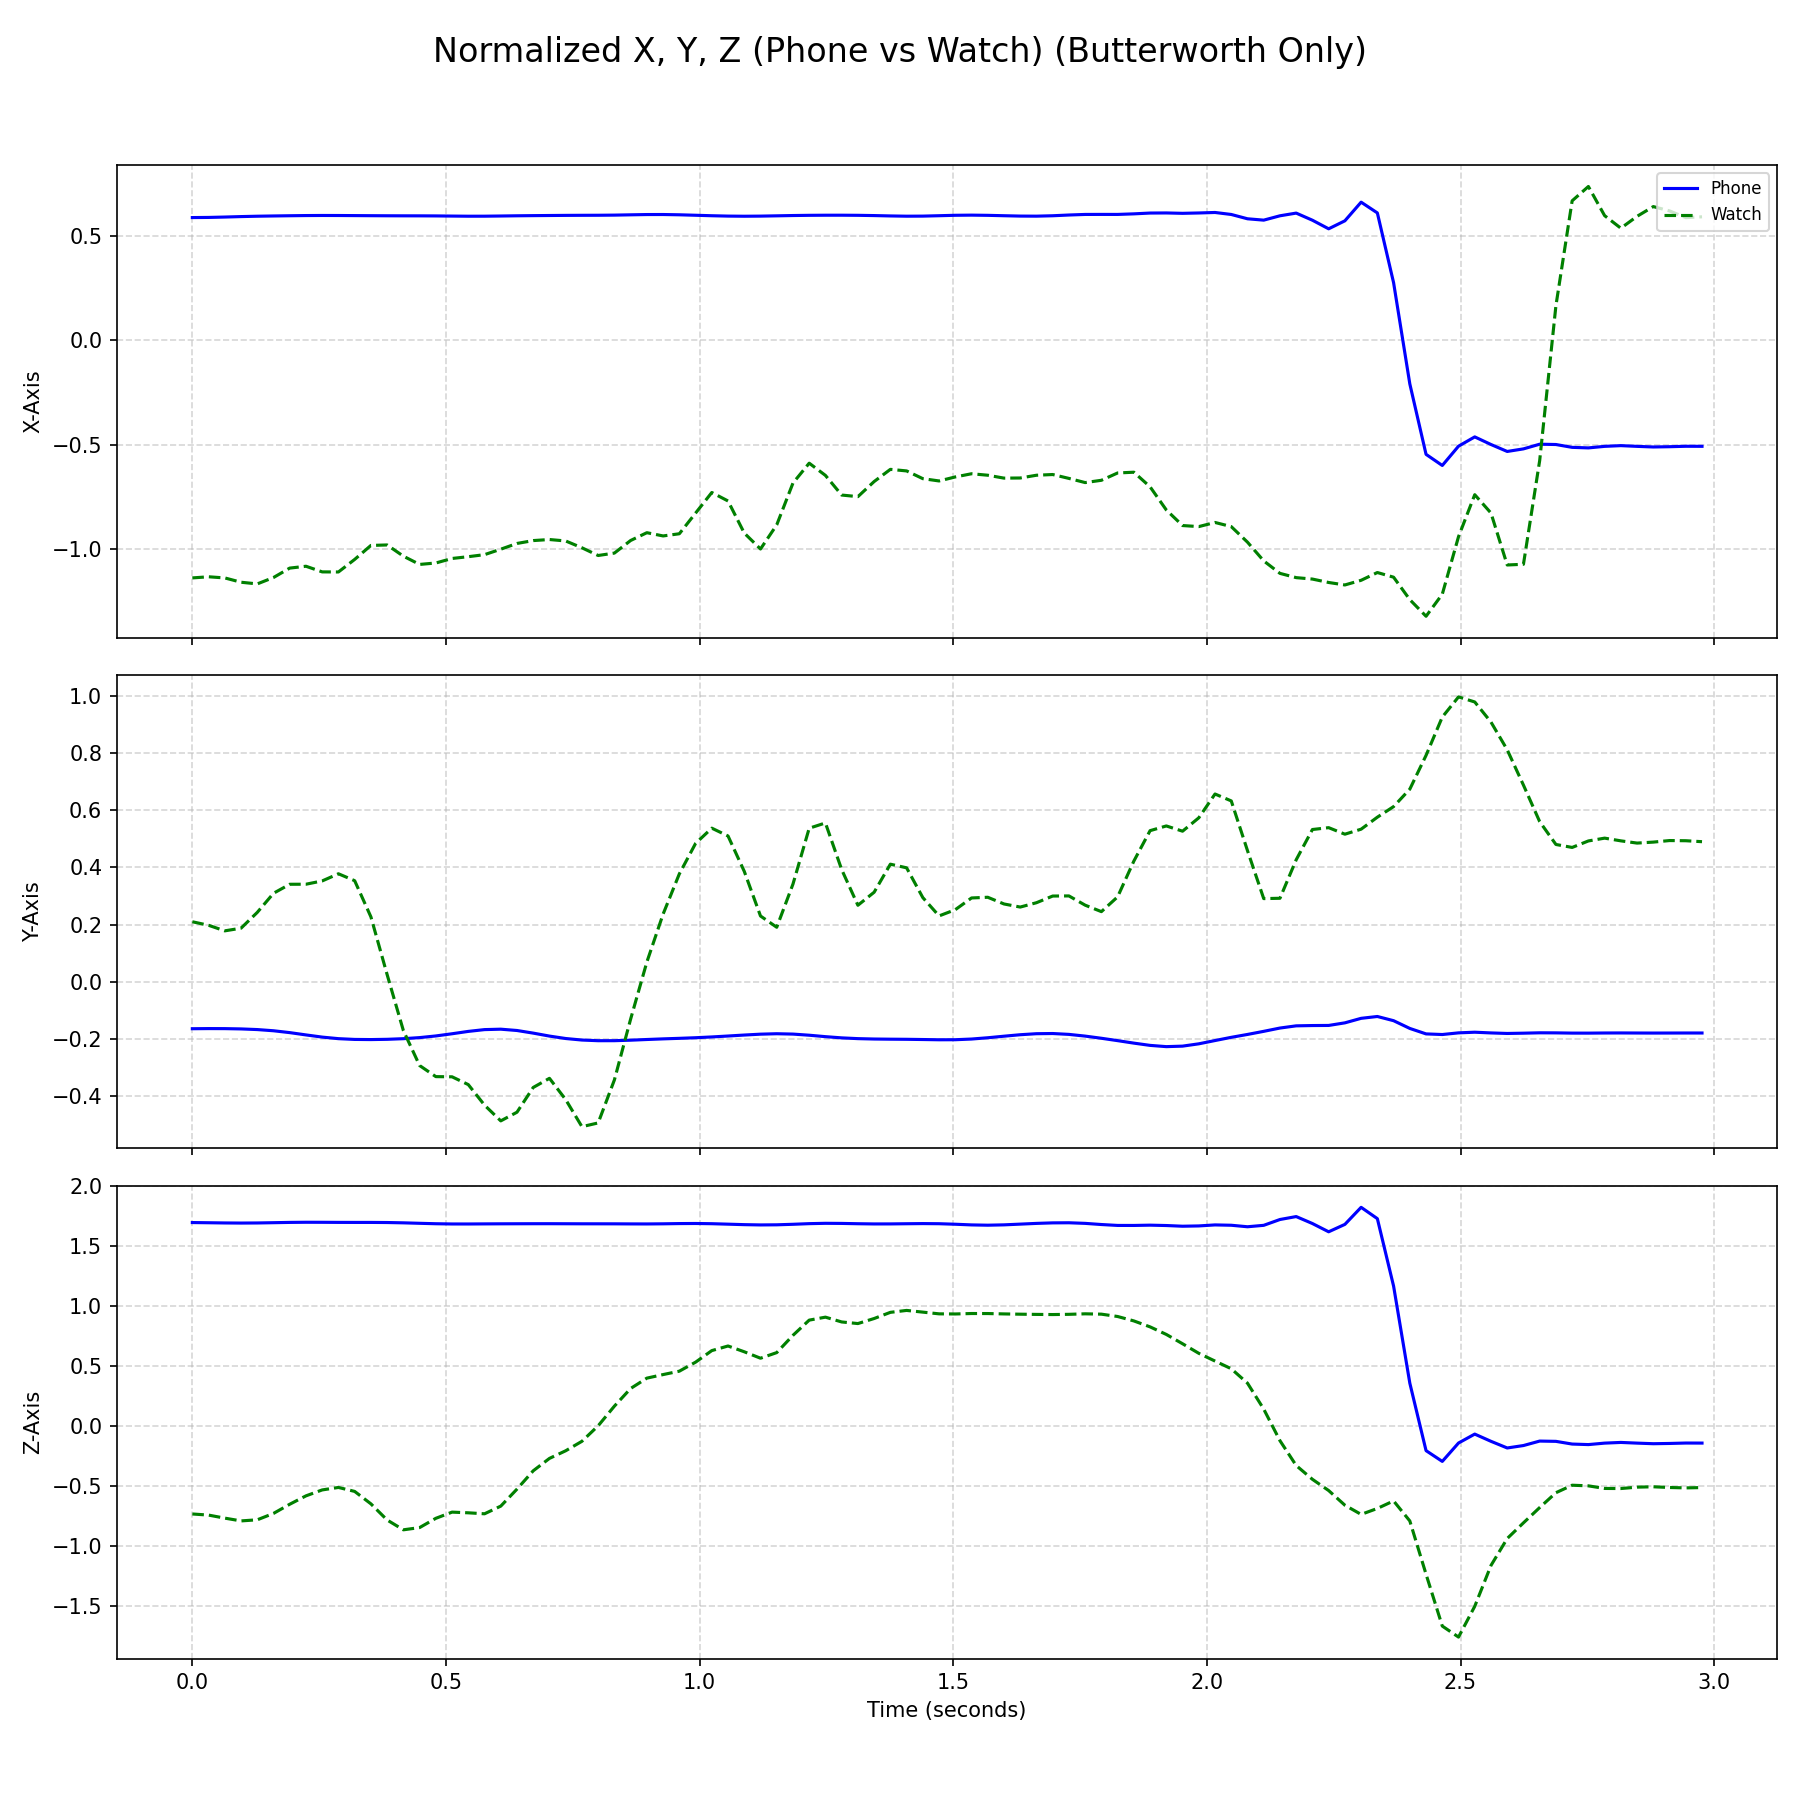 Normalized X, Y, Z (Phone vs Watch) (Butterworth Only)
Phone
Watch
X-Axis
0.5
0.0
−0.5
−1.0
Y-Axis
1.0
0.8
0.6
0.4
0.2
0.0
−0.2
−0.4
Z-Axis
2.0
1.5
1.0
0.5
0.0
−0.5
−1.0
−1.5
0.0 0.5 1.0 1.5 2.0 2.5 3.0
Time (seconds)